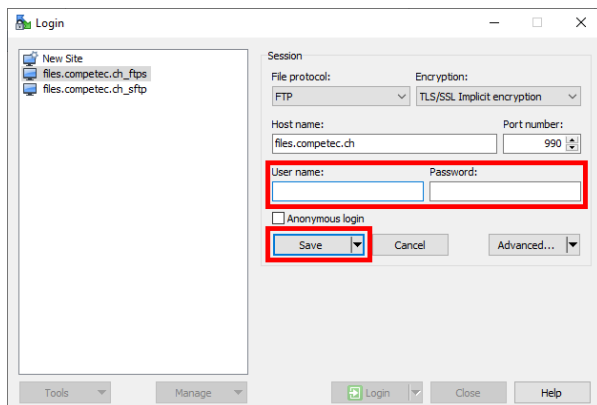 Login
New Site
files.competec.ch_ftps
files.competec.ch_sftp
Session
File protocol:
Encryption:
FTP
TLS/SSL Implicit encryption
Host name:
Port number:
files.competec.ch
990
User name:
Password:
Anonymous login
Save
Cancel
Advanced...
Tools
Manage
Login
Close
Help